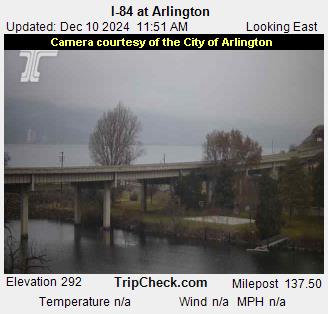 I-84 at Arlington
Updated: Dec 10 2024 11:51 AM Looking East
Camera courtesy of the City of Arlington
Elevation 292 TripCheck.com Milepost 137.50
Temperature n/a Wind n/a MPH n/a